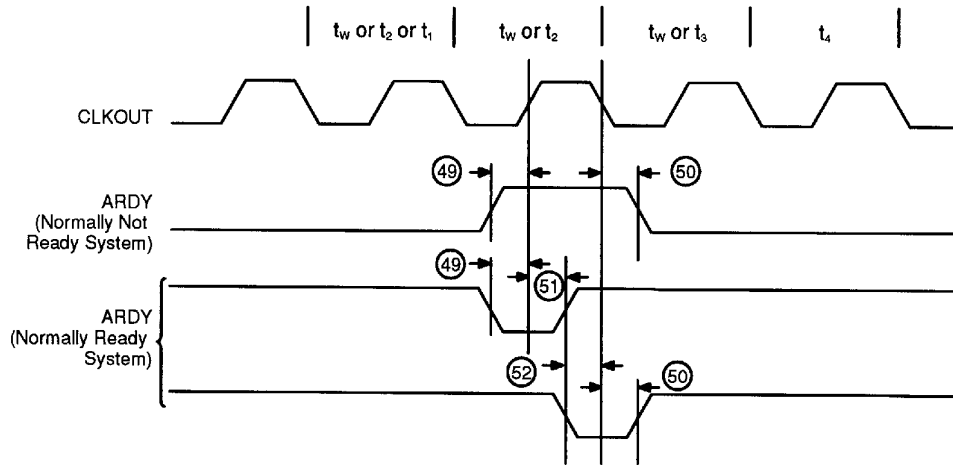 tW or t2 or t1
tW or t2
tW or t3
t4
CLKOUT
49
50
ARDY
(Normally Not
Ready System)
49
51
ARDY
(Normally Ready
System)
52
50